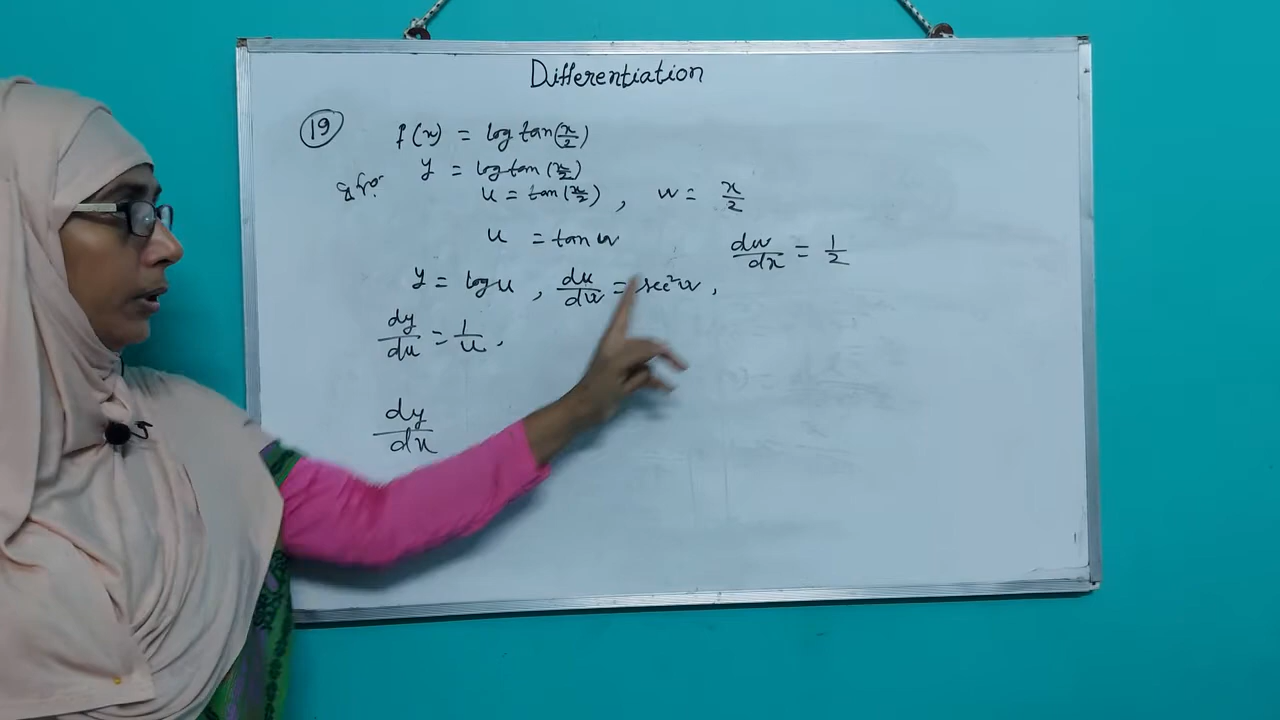 Differentiation
19 f(x) = log tan(x/2)
y = log tan(x/2)
u = tan(x/2), w = x/2
u = tan w
dw/dx = 1/2
y = log u, du/dw = sec²w,
dy/du = 1/u.
dy/dx